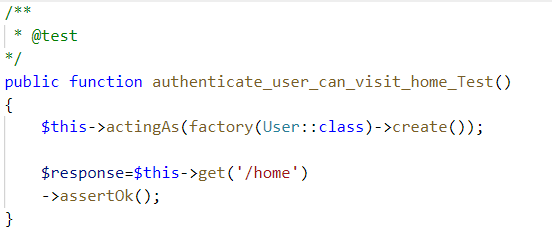 /**
* @test
*/
public function authenticate_user_can_visit_home_Test()
{
$this->actingAs(factory(User::class)->create());
$response=$this->get('/home')
->assertOk();
}